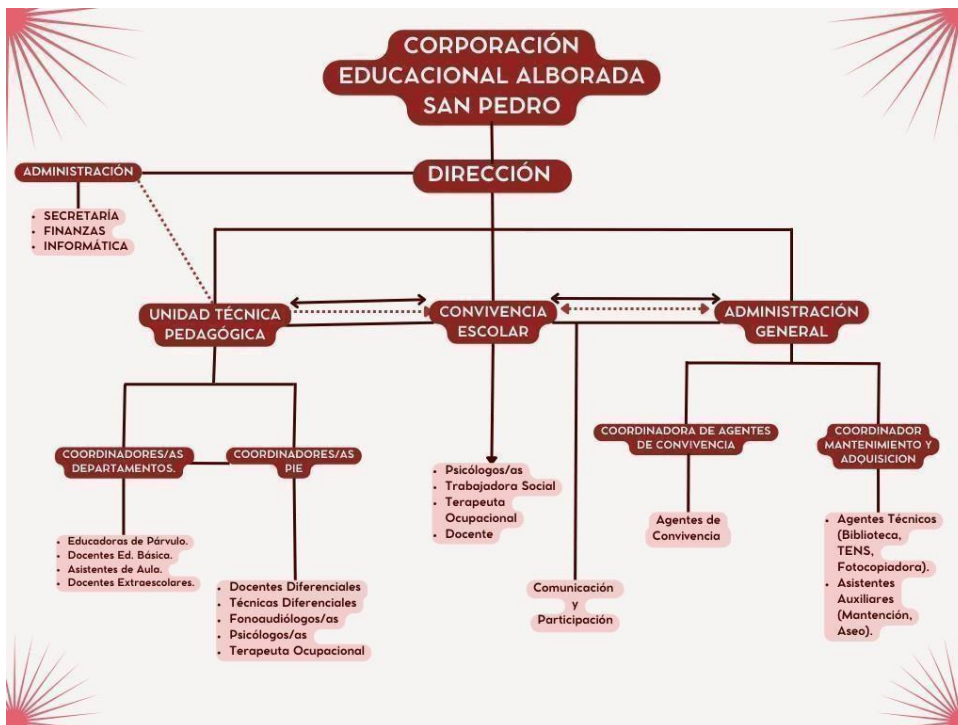 CORPORACIÓN
EDUCACIONAL ALBORADA
SAN PEDRO
ADMINISTRACIÓN
DIRECCIÓN
• SECRETARÍA
• FINANZAS
• INFORMÁTICA
UNIDAD TÉCNICA
PEDAGÓGICA
CONVIVENCIA
ESCOLAR
ADMINISTRACIÓN
GENERAL
COORDINADORES/AS
DEPARTAMENTOS.
COORDINADORES/AS
PIE
COORDINADORA DE AGENTES
DE CONVIVENCIA
COORDINADOR
MANTENIMIENTO Y
ADQUISICION
• Educadoras de Párvulo.
• Docentes Ed. Básica.
• Asistentes de Aula.
• Docentes Extraescolares.
• Docentes Diferenciales
• Técnicas Diferenciales
• Fonoaudiólogos/as
• Psicólogos/as
• Terapeuta Ocupacional
• Psicólogos/as
• Trabajadora Social
• Terapeuta
Ocupacional
• Docente
Comunicación
y
Participación
Agentes de
Convivencia
• Agentes Técnicos
(Biblioteca,
TENS,
Fotocopiadora).
• Asistentes
Auxiliares
(Mantención,
Aseo).